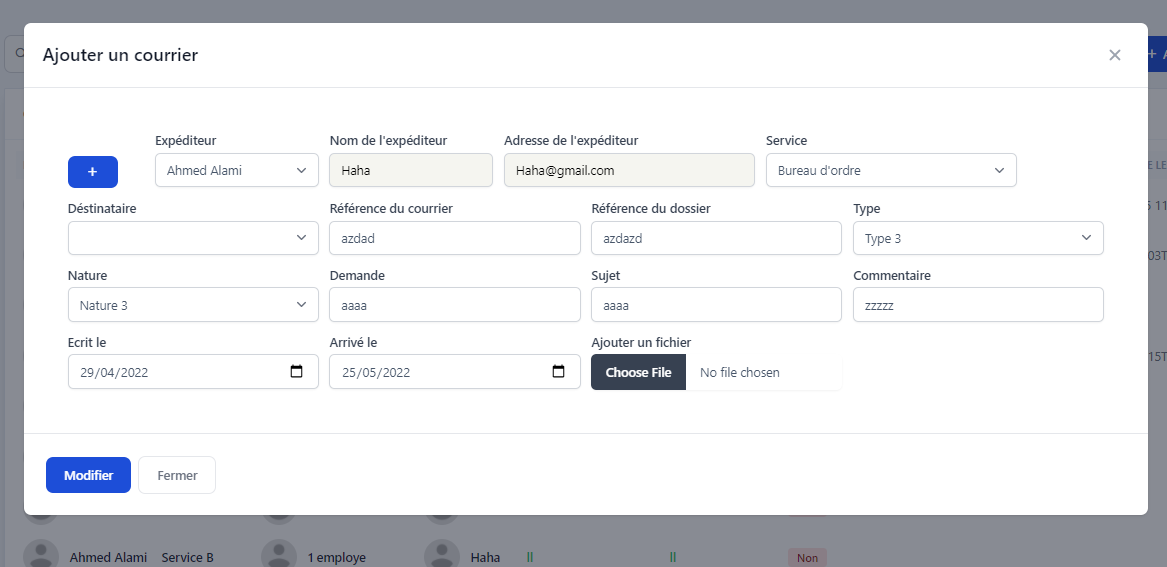 Ajouter un courrier
+
Expéditeur Nom de l'expéditeur Adresse de l'expéditeur Service
+ Ahmed Alami Haha Haha@gmail.com Bureau d'ordre
Déstinataire Référence du courrier Référence du dossier Type
azdad azdazd Type 3
Nature Demande Sujet Commentaire
Nature 3 aaaa aaaa zzzzz
Ecrit le Arrivé le Ajouter un fichier
29/04/2022 25/05/2022 Choose File No file chosen
Modifier Fermer
Ahmed Alami Service B 1 employe Haha ll ll Non